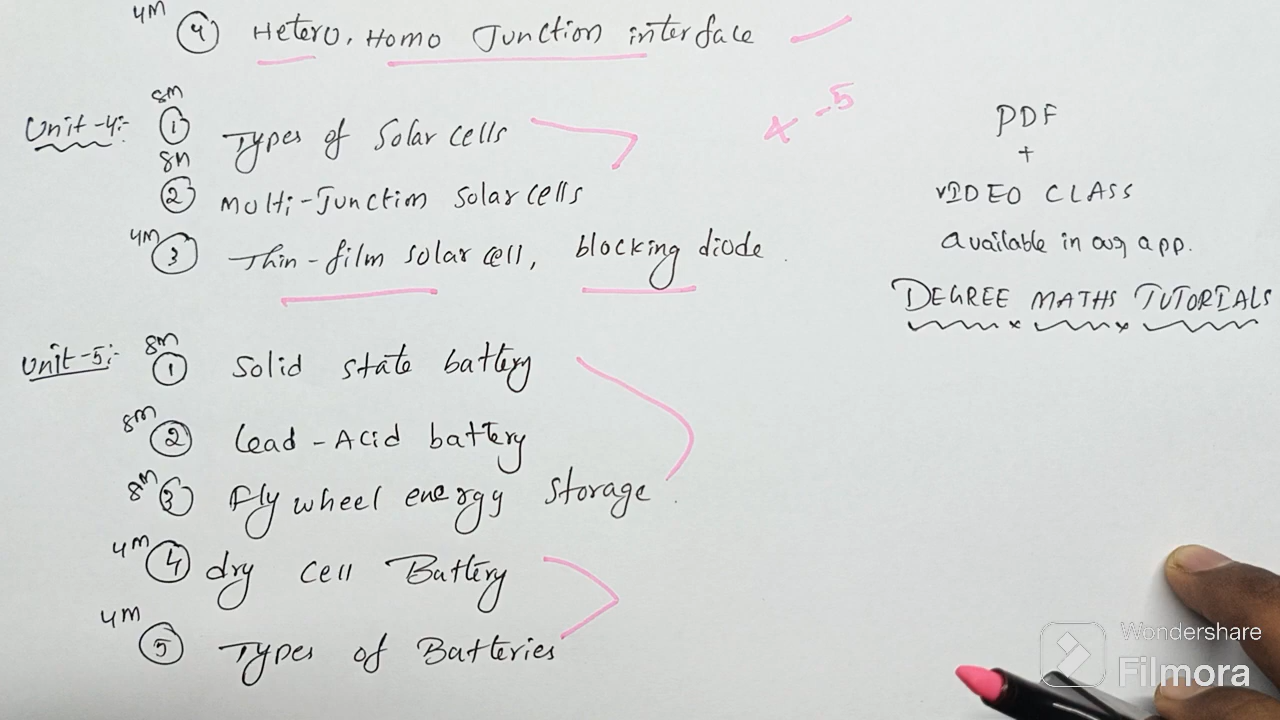 4M ④ Hetero, Homo Junction interface
4 - 5
Unit-4:- 8M ① Types of Solar cells
8M ② Multi-Junction Solar cells
4M ③ Thin-film solar cell, blocking diode.
Unit-5:- 8M ① Solid state battery
8M ② Lead-Acid battery
8M ③ Fly wheel energy storage.
4M ④ dry cell Battery
4M ⑤ Types of Batteries
PDF
+
VIDEO CLASS
Available in our app.
DEGREE MATHS TUTORIALS
Wondershare
Filmora